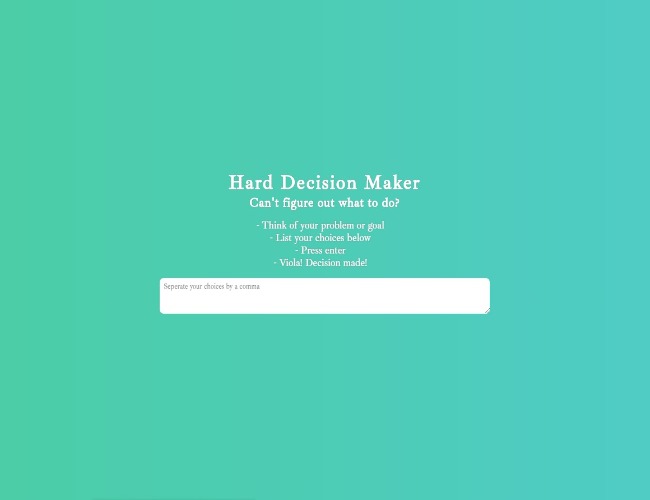 Hard Decision Maker
Can't figure out what to do?
- Think of your problem or goal
- List your choices below
- Press enter
- Viola! Decision made!
Seperate your choices by a comma